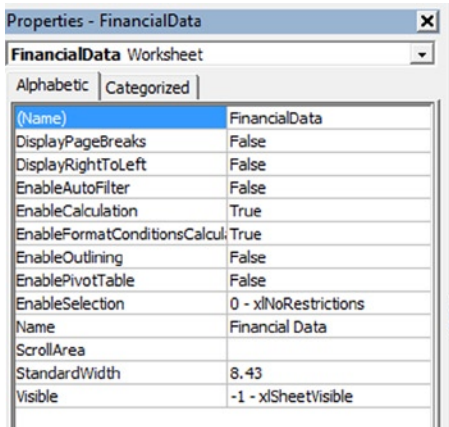 Properties - FinancialData
FinancialData Worksheet
Alphabetic Categorized
(Name) FinancialData
DisplayPageBreaks False
DisplayRightToLeft False
EnableAutoFilter False
EnableCalculation True
EnableFormatConditionsCalcul True
EnableOutlining False
EnablePivotTable False
EnableSelection 0 - xlNoRestrictions
Name Financial Data
ScrollArea
StandardWidth 8.43
Visible -1 - xlSheetVisible